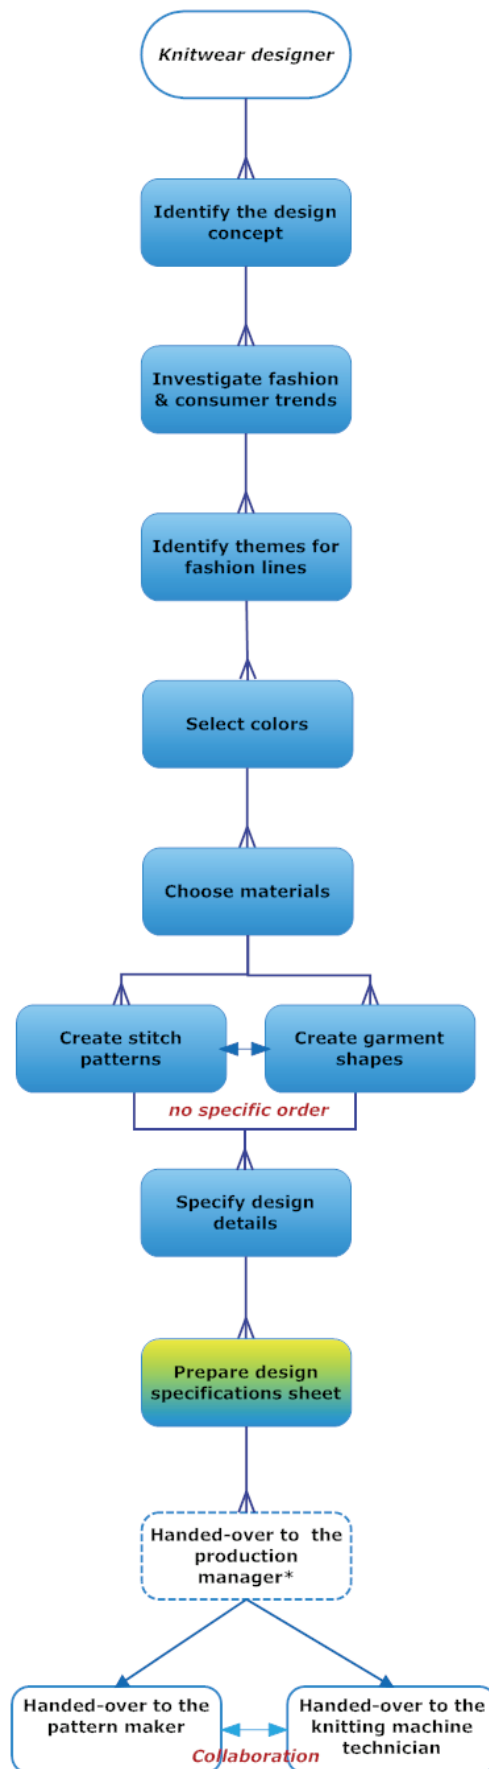 Knitwear designer
Identify the design
concept
Investigate fashion
& consumer trends
Identify themes for
fashion lines
Select colors
Choose materials
Create stitch
patterns
Create garment
shapes
no specific order
Specify design
details
Prepare design
specifications sheet
Handed-over to the
production
manager*
Handed-over to the
pattern maker
Handed-over to the
knitting machine
technician
Collaboration